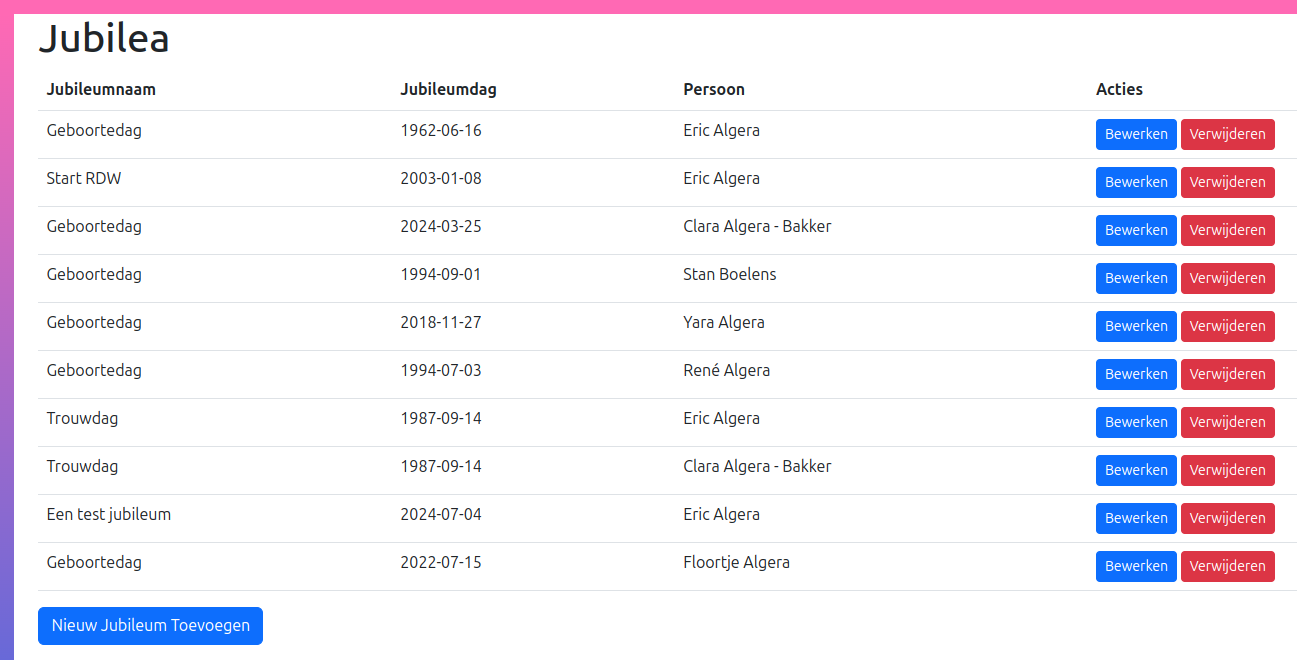 Jubilea
Jubileumnaam Jubileumdag Persoon Acties
Geboortedag 1962-06-16 Eric Algera Bewerken Verwijderen
Start RDW 2003-01-08 Eric Algera Bewerken Verwijderen
Geboortedag 2024-03-25 Clara Algera - Bakker Bewerken Verwijderen
Geboortedag 1994-09-01 Stan Boelens Bewerken Verwijderen
Geboortedag 2018-11-27 Yara Algera Bewerken Verwijderen
Geboortedag 1994-07-03 René Algera Bewerken Verwijderen
Trouwdag 1987-09-14 Eric Algera Bewerken Verwijderen
Trouwdag 1987-09-14 Clara Algera - Bakker Bewerken Verwijderen
Een test jubileum 2024-07-04 Eric Algera Bewerken Verwijderen
Geboortedag 2022-07-15 Floortje Algera Bewerken Verwijderen
Nieuw Jubileum Toevoegen